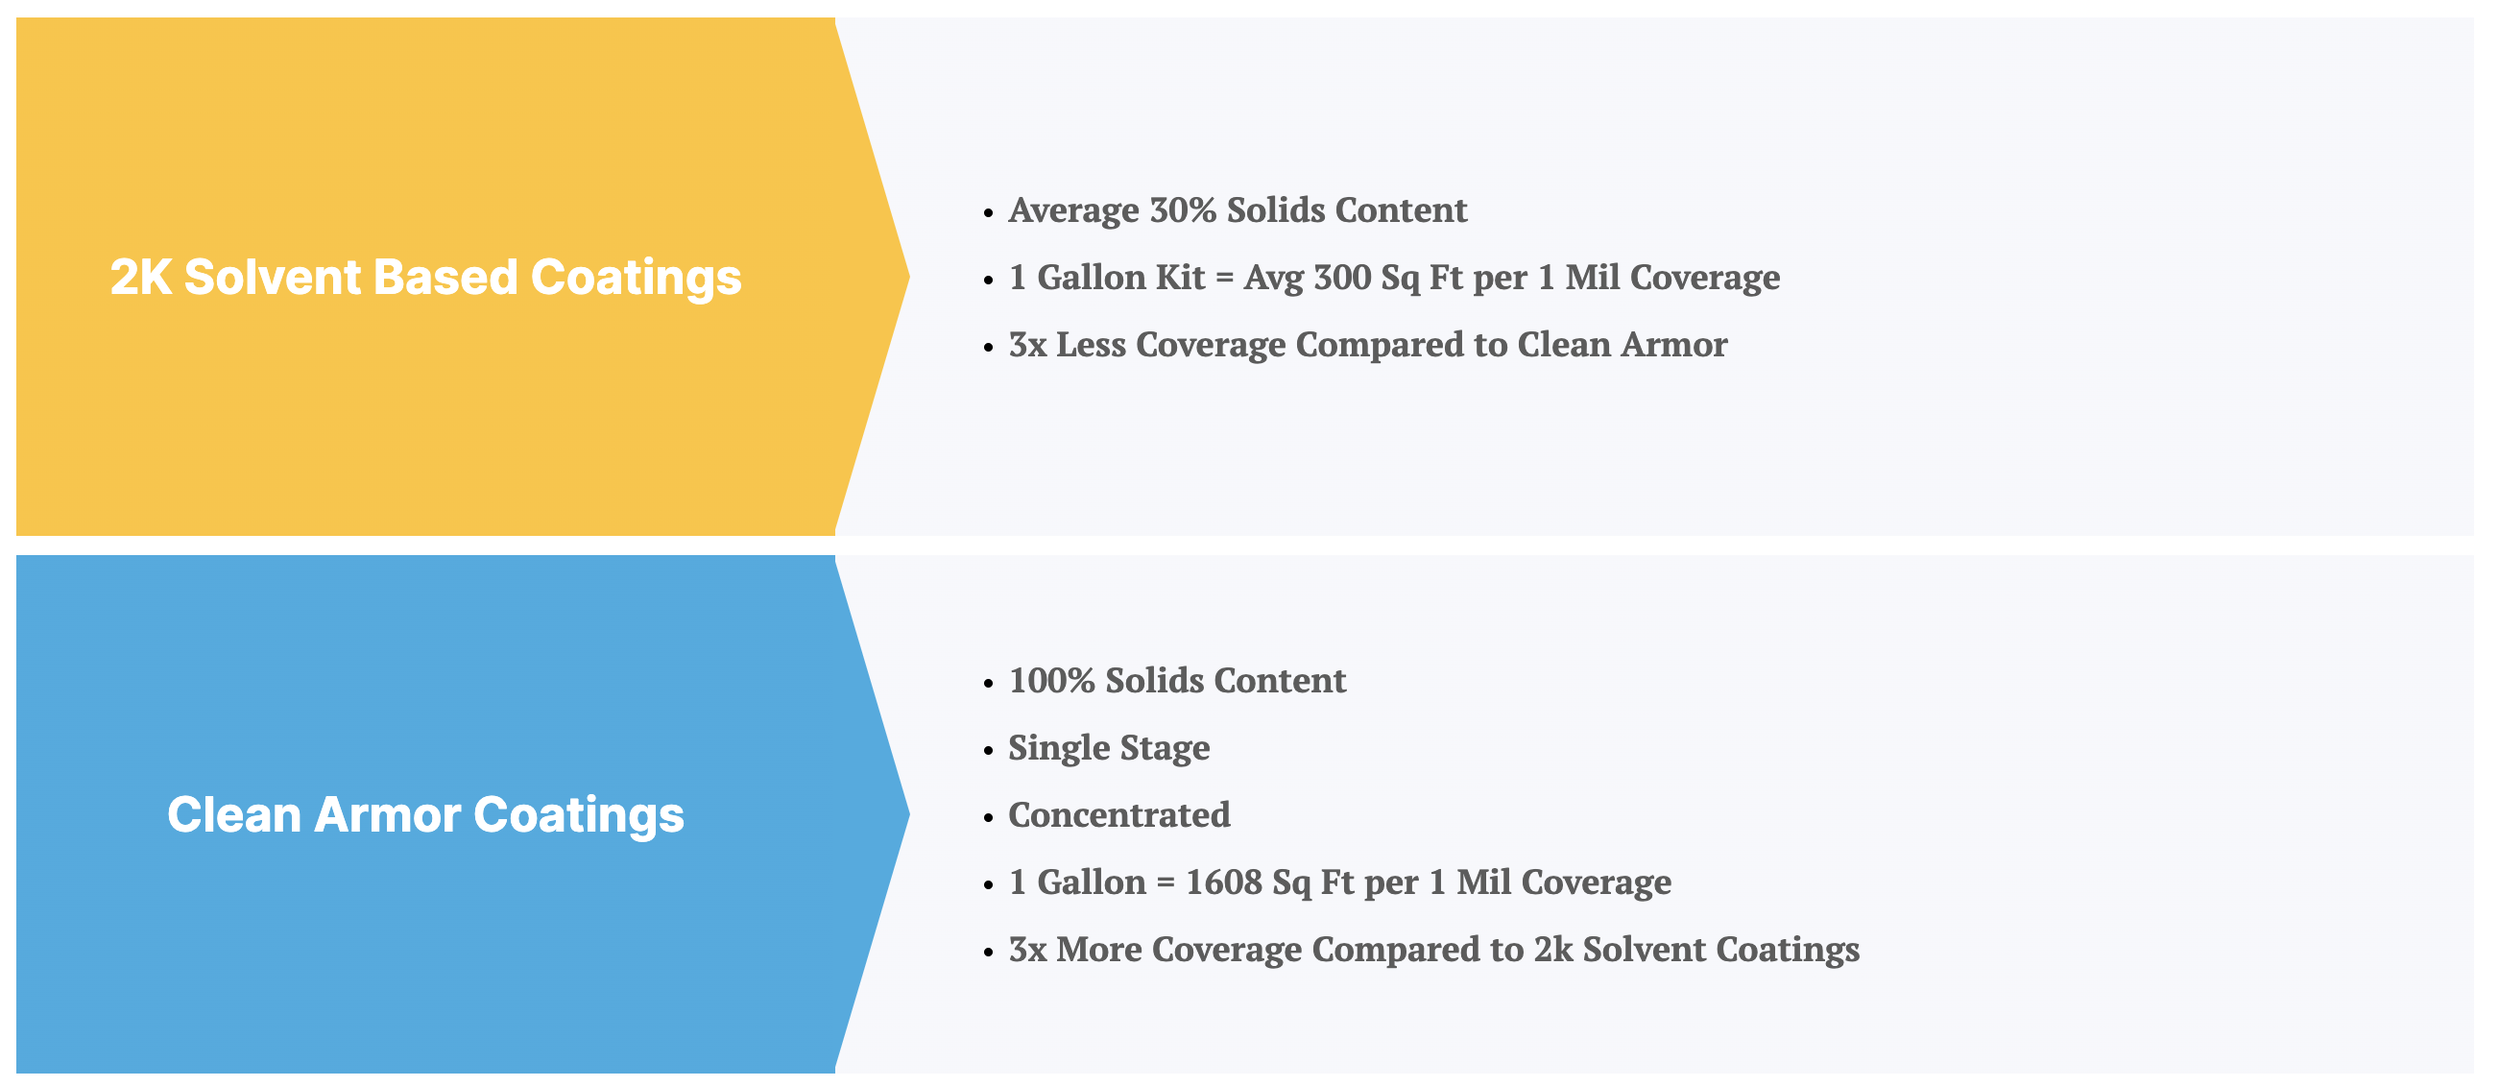 2K Solvent Based Coatings
• Average 30% Solids Content
• 1 Gallon Kit = Avg 300 Sq Ft per 1 Mil Coverage
• 3x Less Coverage Compared to Clean Armor
Clean Armor Coatings
• 100% Solids Content
• Single Stage
• Concentrated
• 1 Gallon = 1608 Sq Ft per 1 Mil Coverage
• 3x More Coverage Compared to 2k Solvent Coatings